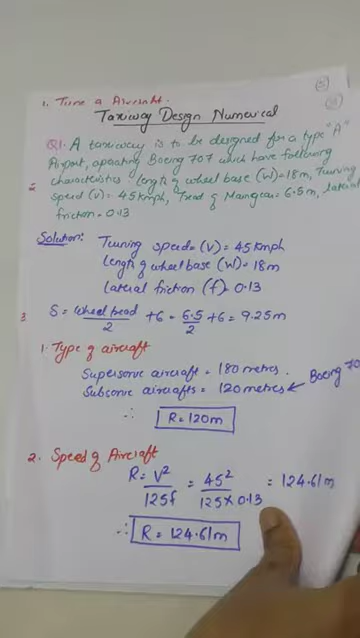 1. Type of Aircraft.
Taxiway Design Numerical
Q1. A taxiway is to be designed for a type "A"
Airport, operating Boeing 707 which have following
characteristics - length of wheel base (W) = 18m, Turning
speed (V) = 45 Kmph, Tread of Main gear = 6.5m, lateral
friction = 0.13
Solution:
Turning speed (V) = 45 Kmph
Length of wheel base (W) = 18m
Lateral friction (f) = 0.13
S = wheel tread / 2 + 6 = 6.5 / 2 + 6 = 9.25m
1. Type of aircraft
Supersonic aircraft = 180 metres.
Subsonic aircrafts = 120 metres ← Boeing 70
∴ R = 120m
2. Speed of Aircraft
R = V² / 125f = 45² / 125 × 0.13 = 124.61m
∴ R = 124.61m